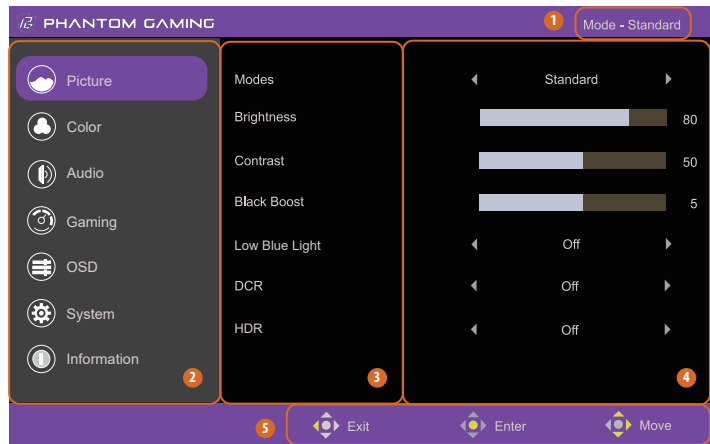 PHANTOM GAMING
1
Mode - Standard
Picture
Modes
Standard
Color
Brightness
80
Audio
Contrast
50
Gaming
Black Boost
5
OSD
Low Blue Light
Off
System
DCR
Off
Information
HDR
Off
2
3
4
5
Exit
Enter
Move